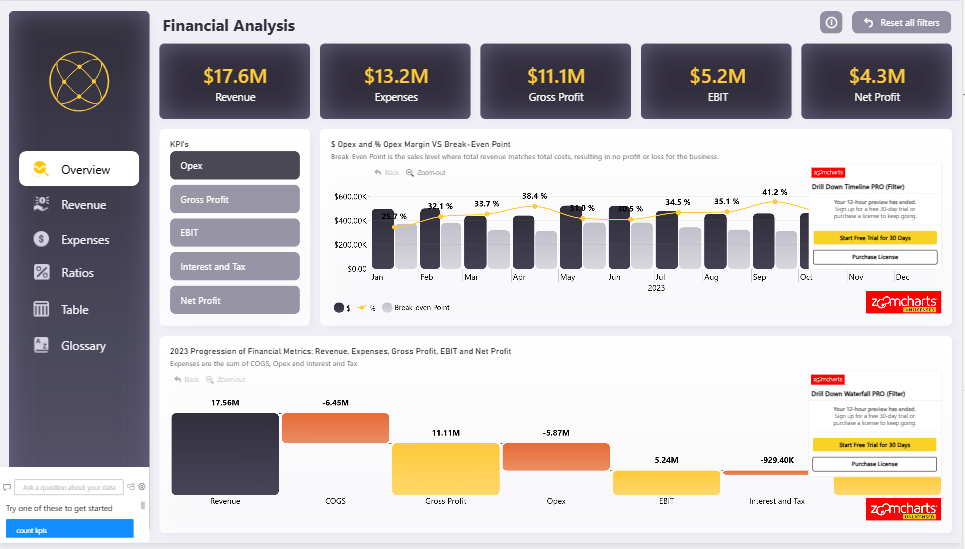 Financial Analysis
Reset all filters
$17.6M
Revenue
$13.2M
Expenses
$11.1M
Gross Profit
$5.2M
EBIT
$4.3M
Net Profit
Overview
Revenue
Expenses
Ratios
Table
Glossary
Ask a question about your data
Try one of these to get started
count kpis
KPI's
Opex
Gross Profit
EBIT
Interest and Tax
Net Profit
$ Opex and % Opex Margin VS Break-Even Point
Break-Even Point is the sales level where total revenue matches total costs, resulting in no profit or loss for the business.
Back
Zoom-out
$600.00K
$400.00K
$200.00K
$0.00
25.7 %
32.1 %
33.7 %
38.4 %
31.0 %
30.5 %
34.5 %
35.1 %
41.2 %
Jan Feb Mar Apr May Jun Jul Aug Sep Oct Nov Dec
2023
$ % Break-even Point
zoomcharts
Drill Down Timeline PRO (Filter)
Your 12-hour preview has ended.
Sign up for a free 30-day trial or
purchase a license to keep going.
Start Free Trial for 30 Days
Purchase License
zoomcharts
UNLICENSED
2023 Progression of Financial Metrics: Revenue, Expenses, Gross Profit, EBIT and Net Profit
Expenses are the sum of COGS, Opex and Interest and Tax
Back
Zoom-out
17.56M
-6.45M
11.11M
-5.87M
5.24M
-929.40K
Revenue
COGS
Gross Profit
Opex
EBIT
Interest and Tax
zoomcharts
Drill Down Waterfall PRO (Filter)
Your 12-hour preview has ended.
Sign up for a free 30-day trial or
purchase a license to keep going.
Start Free Trial for 30 Days
Purchase License
zoomcharts
UNLICENSED